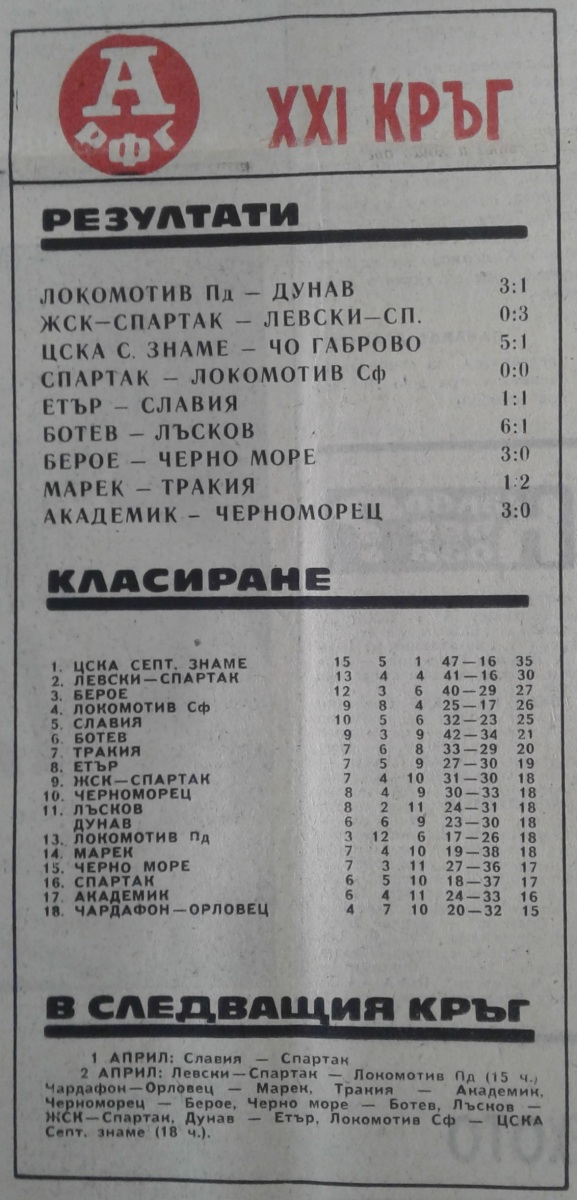 А
РФГ
XXI КРЪГ
РЕЗУЛТАТИ
ЛОКОМОТИВ Пд — ДУНАВ 3:1
ЖСК—СПАРТАК — ЛЕВСКИ—СП. 0:3
ЦСКА С. ЗНАМЕ — ЧО ГАБРОВО 5:1
СПАРТАК — ЛОКОМОТИВ Сф 0:0
ЕТЪР — СЛАВИЯ 1:1
БОТЕВ — ЛЪСКОВ 6:1
БЕРОЕ — ЧЕРНО МОРЕ 3:0
МАРЕК — ТРАКИЯ 1:2
АКАДЕМИК — ЧЕРНОМОРЕЦ 3:0
КЛАСИРАНЕ
1. ЦСКА СЕПТ. ЗНАМЕ 15 5 1 47—16 35
2. ЛЕВСКИ—СПАРТАК 13 4 4 41—16 30
3. БЕРОЕ 12 3 6 40—29 27
4. ЛОКОМОТИВ Сф 9 8 4 25—17 26
5. СЛАВИЯ 10 5 6 32—23 25
6. БОТЕВ 9 3 9 42—34 21
7. ТРАКИЯ 7 6 8 33—29 20
8. ЕТЪР 7 5 9 27—30 19
9. ЖСК—СПАРТАК 7 4 10 31—30 18
10. ЧЕРНОМОРЕЦ 8 4 9 30—33 18
11. ЛЪСКОВ 8 2 11 24—31 18
ДУНАВ 6 6 9 23—30 18
13. ЛОКОМОТИВ Пд 3 12 6 17—26 18
14. МАРЕК 7 4 10 19—38 18
15. ЧЕРНО МОРЕ 7 3 11 27—36 17
16. СПАРТАК 6 5 10 18—37 17
17. АКАДЕМИК 6 4 11 24—33 16
18. ЧАРДАФОН—ОРЛОВЕЦ 4 7 10 20—32 15
В СЛЕДВАЩИЯ КРЪГ
1 АПРИЛ: Славия — Спартак
2 АПРИЛ: Левски—Спартак — Локомотив Пд (15 ч.)
Чардафон—Орловец — Марек, Тракия — Академик,
Черноморец — Берое, Черно море — Ботев, Лъсков —
ЖСК—Спартак, Дунав — Етър, Локомотив Сф — ЦСКА
Септ. знаме (18 ч.).